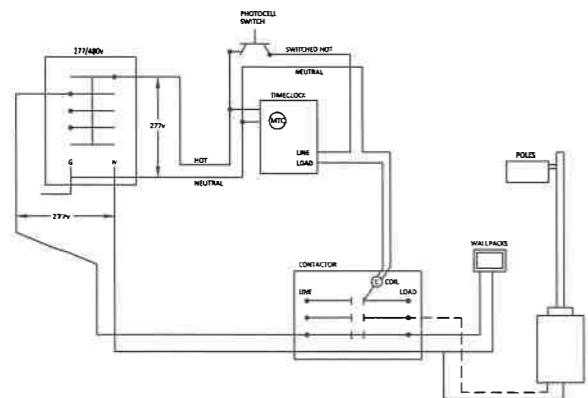 PHOTOCELL
SWITCH
277/480v
SWITCHED HOT
NEUTRAL
TIMECLOCK
MTC
277v
LINE
LOAD
HOT
G
N
NEUTRAL
277v
POLES
WALLPACKS
CONTACTOR
C
COIL
LINE
LOAD